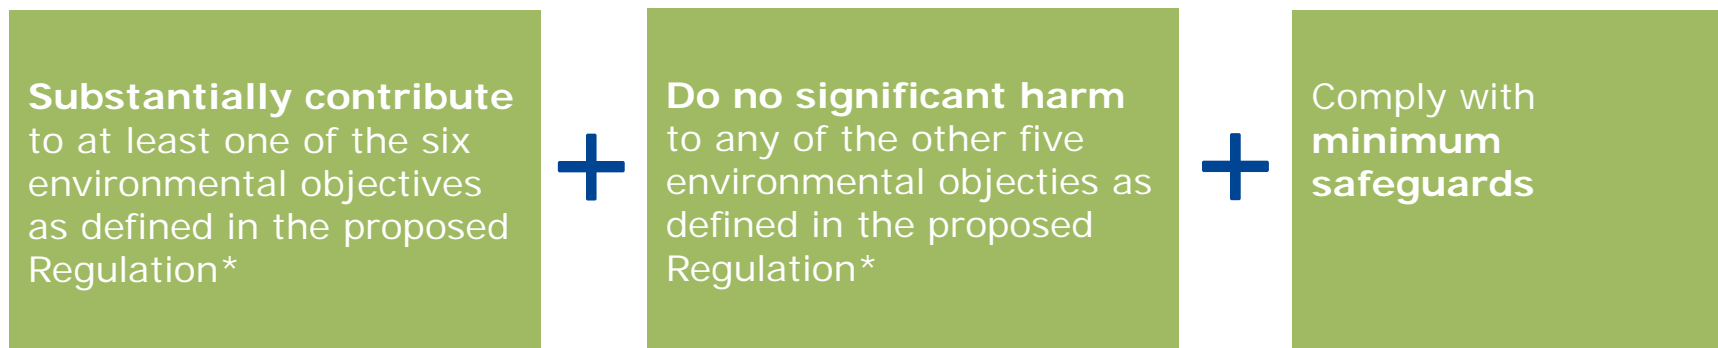 Substantially contribute
to at least one of the six
environmental objectives
as defined in the proposed
Regulation*
+
Do no significant harm
to any of the other five
environmental objecties as
defined in the proposed
Regulation*
+
Comply with
minimum
safeguards